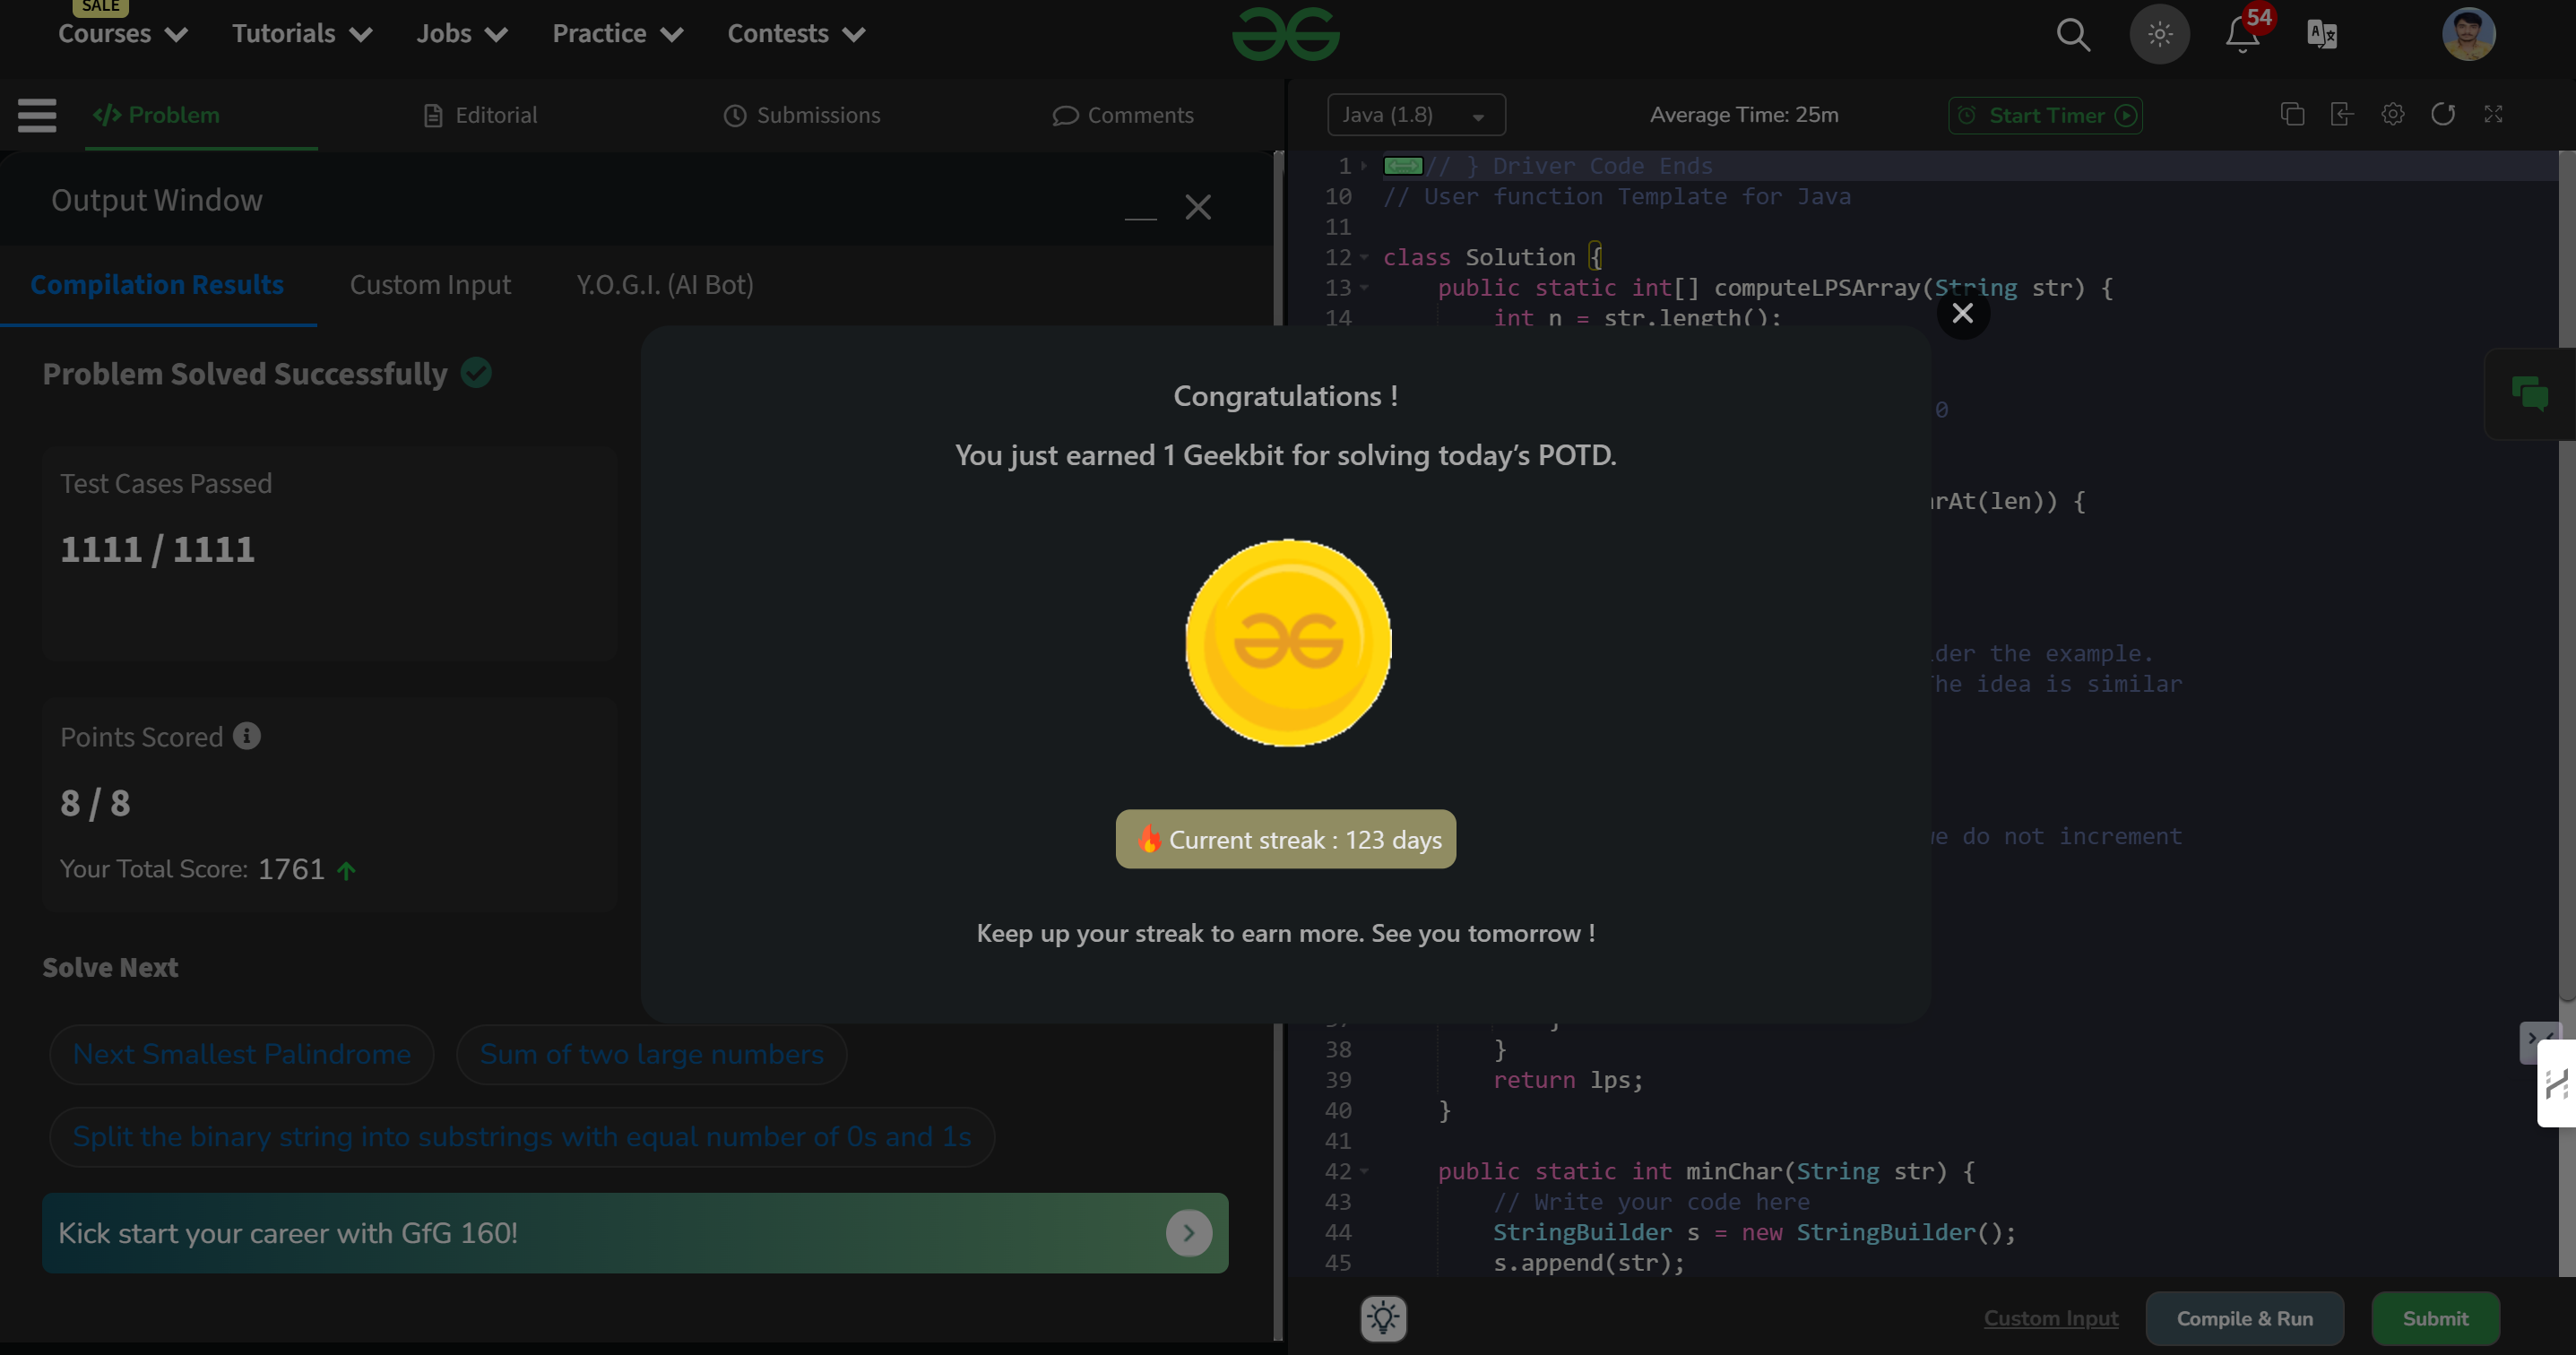 SALE
Courses
Tutorials
Jobs
Practice
Contests
54
Problem
Editorial
Submissions
Comments
Output Window
Compilation Results
Custom Input
Y.O.G.I. (AI Bot)
Problem Solved Successfully
Test Cases Passed
1111 / 1111
Points Scored
8 / 8
Your Total Score: 1761
Solve Next
Next Smallest Palindrome
Sum of two large numbers
Split the binary string into substrings with equal number of 0s and 1s
Kick start your career with GfG 160!
Congratulations !
You just earned 1 Geekbit for solving today’s POTD.
Current streak : 123 days
Keep up your streak to earn more. See you tomorrow !
Java (1.8)
Average Time: 25m
Start Timer
1 // } Driver Code Ends
10 // User function Template for Java
11
12 class Solution {
13 public static int[] computeLPSArray(String str) {
14 int n = str.length();
0
arAt(len)) {
der the example.
he idea is similar
we do not increment
38 }
39 return lps;
40 }
41
42 public static int minChar(String str) {
43 // Write your code here
44 StringBuilder s = new StringBuilder();
45 s.append(str);
Custom Input
Compile & Run
Submit